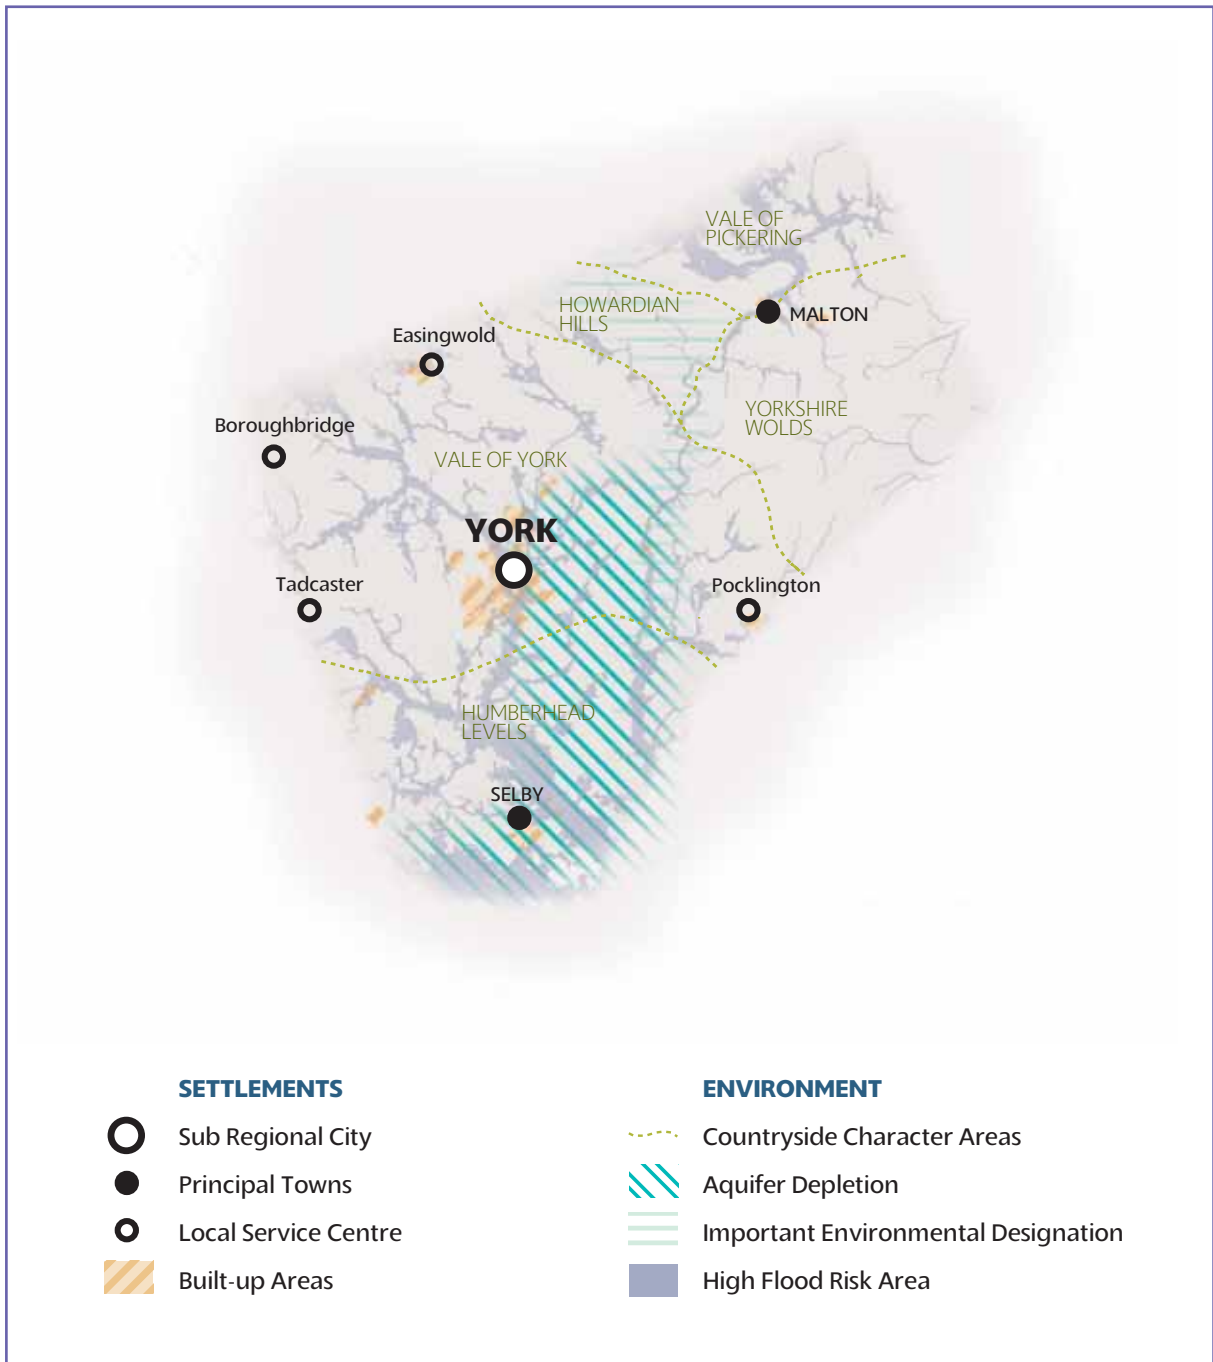 VALE OF
PICKERING
HOWARDIAN
HILLS
MALTON
Easingwold
YORKSHIRE
WOLDS
Boroughbridge
VALE OF YORK
YORK
Tadcaster
Pocklington
HUMBERHEAD
LEVELS
SELBY
SETTLEMENTS
Sub Regional City
Principal Towns
Local Service Centre
Built-up Areas
ENVIRONMENT
Countryside Character Areas
Aquifer Depletion
Important Environmental Designation
High Flood Risk Area